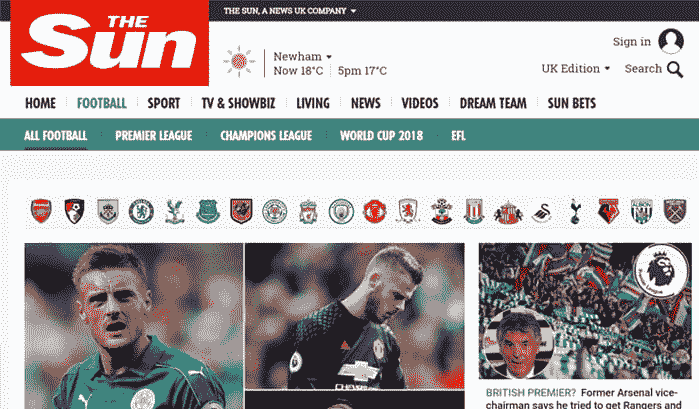 THE SUN, A NEWS UK COMPANY
THE
Sun
Sign in
Newham
Now 18°C 5pm 17°C
UK Edition Search
HOME FOOTBALL SPORT TV & SHOWBIZ LIVING NEWS VIDEOS DREAM TEAM SUN BETS
ALL FOOTBALL PREMIER LEAGUE CHAMPIONS LEAGUE WORLD CUP 2018 EFL
BRITISH PREMIER? Former Arsenal vice-
chairman says he tried to get Rangers and